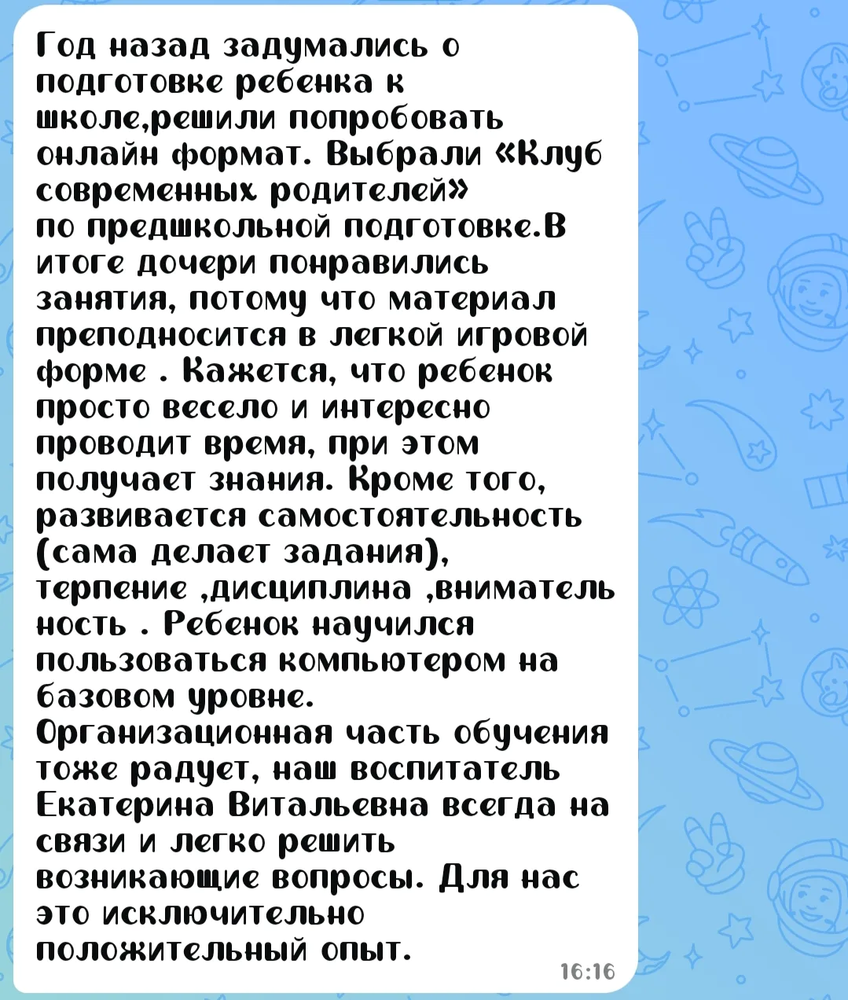 Год назад задумались о
подготовке ребенка к
школе,решили попробовать
онлайн формат. Выбрали «Клуб
современных родителей»
по предшкольной подготовке.В
итоге дочери понравились
занятия, потому что материал
преподносится в легкой игровой
форме . Кажется, что ребенок
просто весело и интересно
проводит время, при этом
получает знания. Кроме того,
развивается самостоятельность
(сама делает задания),
терпение ,дисциплина ,вниматель
ность . Ребенок научился
пользоваться компьютером на
базовом уровне.
Организационная часть обучения
тоже радует, наш воспитатель
Екатерина Витальевна всегда на
связи и легко решить
возникающие вопросы. Для нас
это исключительно
положительный опыт.
16:16